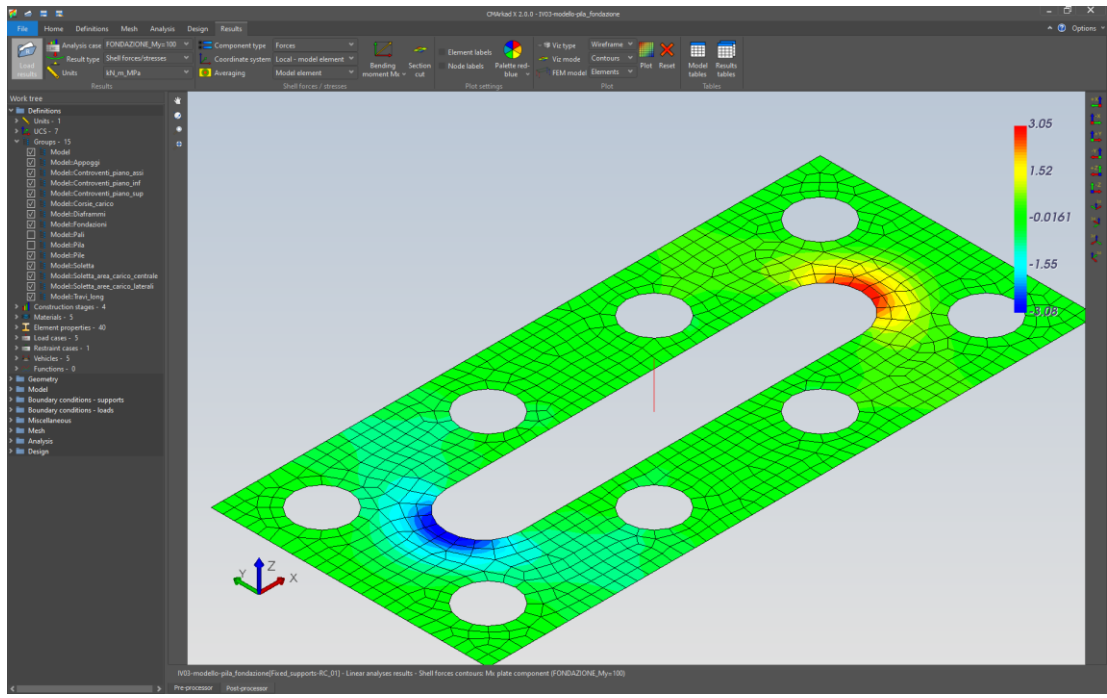 CMArkad X 2.0.0 - IV03-modello-pila_fondazione
File Home Definitions Mesh Analysis Design Results Options
Load results
Analysis case FONDAZIONE_My=100
Result type Shell forces/stresses
Units kN_m_MPa
Results
Component type Forces
Coordinate system Local - model element
Averaging Model element
Bending moment Mx
Section cut
Shell forces / stresses
Element labels
Node labels
Palette red-blue
Plot settings
Viz type Wireframe
Viz mode Contours
FEM model Elements
Plot Reset
Plot
Model tables
Results tables
Tables
Work tree
Definitions
Units - 1
UCS - 7
Groups - 15
Model
Model::Appoggi
Model::Controventi_piano_assi
Model::Controventi_piano_inf
Model::Controventi_piano_sup
Model::Corsie_carico
Model::Diaframmi
Model::Fondazioni
Model::Pali
Model::Pila
Model::Pile
Model::Soletta
Model::Soletta_area_carico_centrale
Model::Soletta_aree_carico_laterali
Model::Travi_long
Construction stages - 4
Materials - 5
Element properties - 40
Load cases - 5
Restraint cases - 1
Vehicles - 5
Functions - 0
Geometry
Model
Boundary conditions - supports
Boundary conditions - loads
Miscellaneous
Mesh
Analysis
Design
3.05
1.52
-0.0161
-1.55
-3.08
Z
Y
X
IV03-modello-pila_fondazione[Fixed_supports-RC_01] - Linear analyses results - Shell forces contours: Mx plate component (FONDAZIONE_My=100)
Pre-processor Post-processor